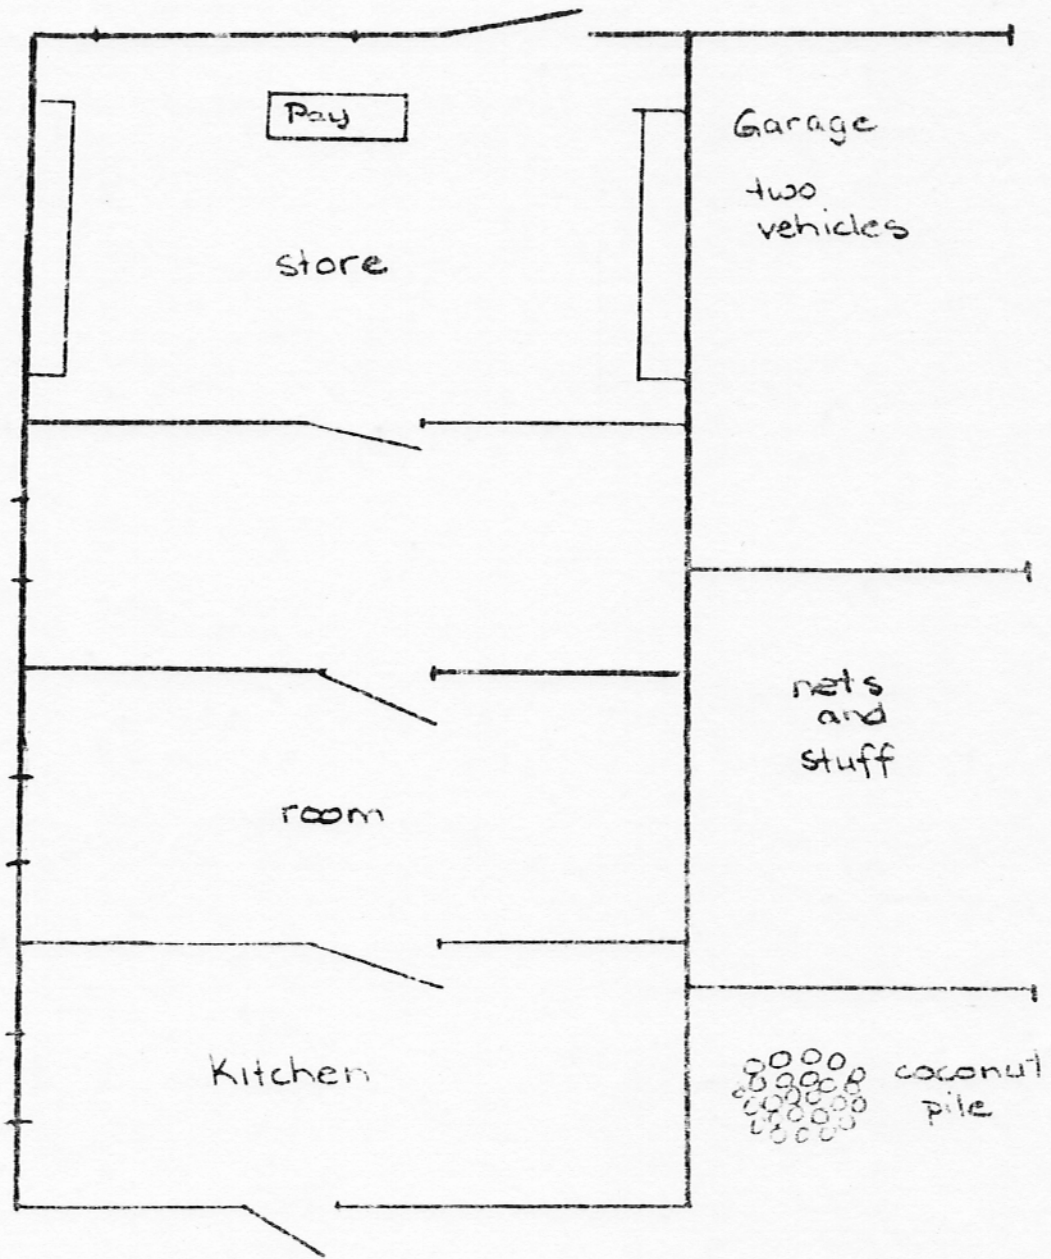 Pay
Garage
two
vehicles
store
nets
and
stuff
room
Kitchen
coconut
pile